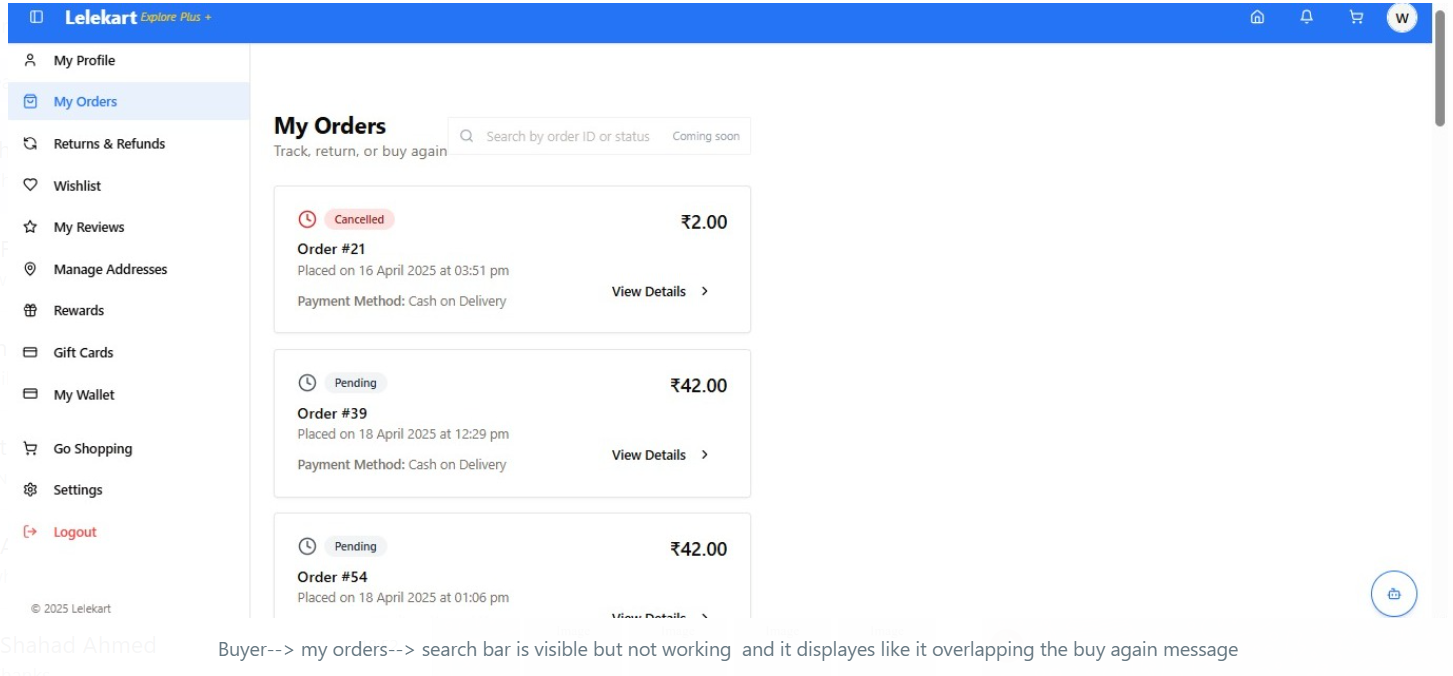 Lelekart Explore Plus +
W
My Profile
My Orders
Returns & Refunds
Wishlist
My Reviews
Manage Addresses
Rewards
Gift Cards
My Wallet
Go Shopping
Settings
Logout
© 2025 Lelekart
My Orders
Track, return, or buy again
Search by order ID or status
Coming soon
Cancelled
₹2.00
Order #21
Placed on 16 April 2025 at 03:51 pm
Payment Method: Cash on Delivery
View Details
Pending
₹42.00
Order #39
Placed on 18 April 2025 at 12:29 pm
Payment Method: Cash on Delivery
View Details
Pending
₹42.00
Order #54
Placed on 18 April 2025 at 01:06 pm
View Details
Shahad Ahmed
Buyer--> my orders--> search bar is visible but not working and it displayes like it overlapping the buy again message